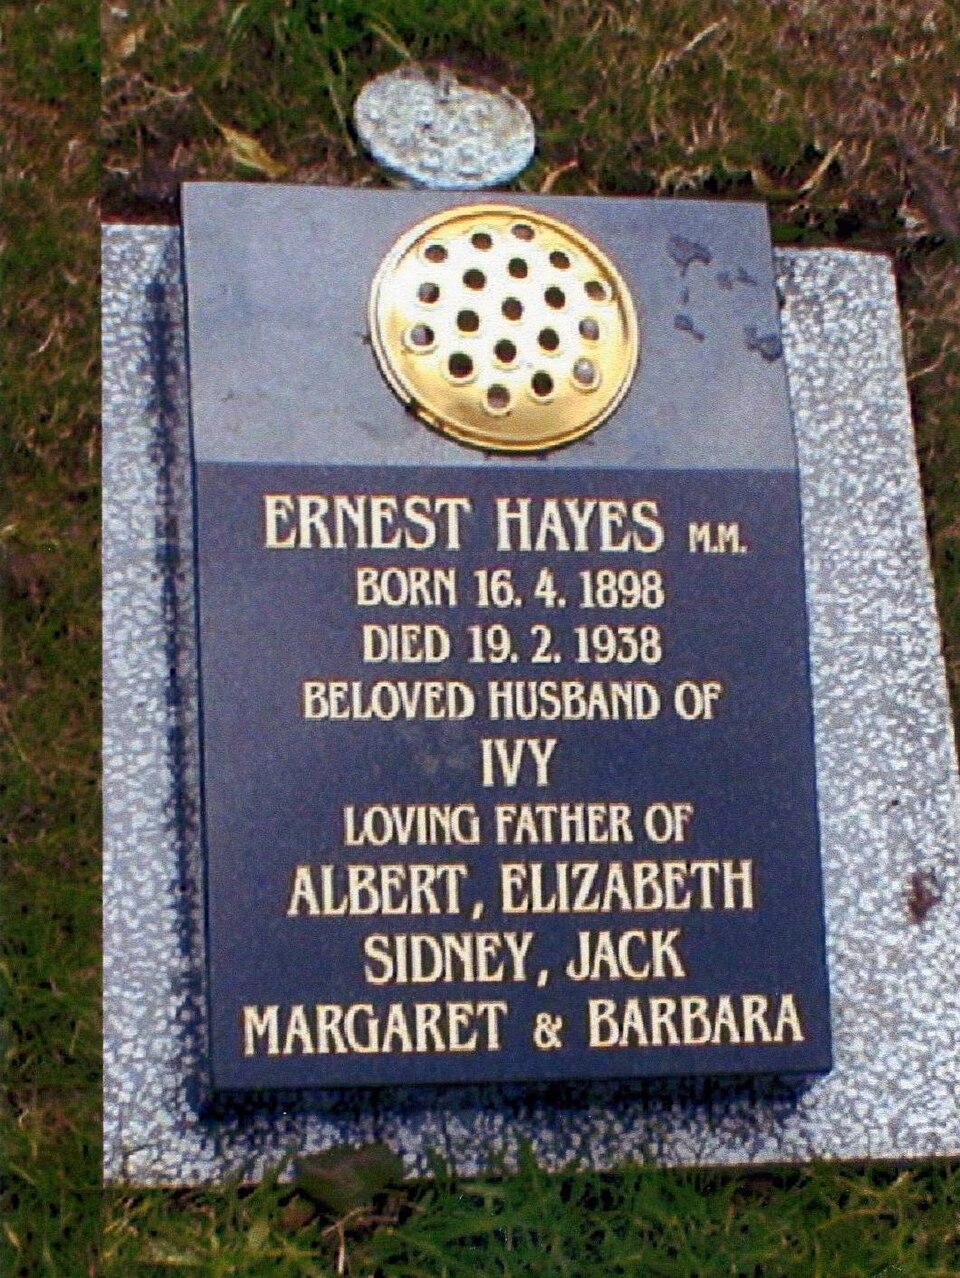 ERNEST HAYES M.M.
BORN 16. 4. 1898
DIED 19. 2. 1938
BELOVED HUSBAND OF
IVY
LOVING FATHER OF
ALBERT, ELIZABETH
SIDNEY, JACK
MARGARET & BARBARA